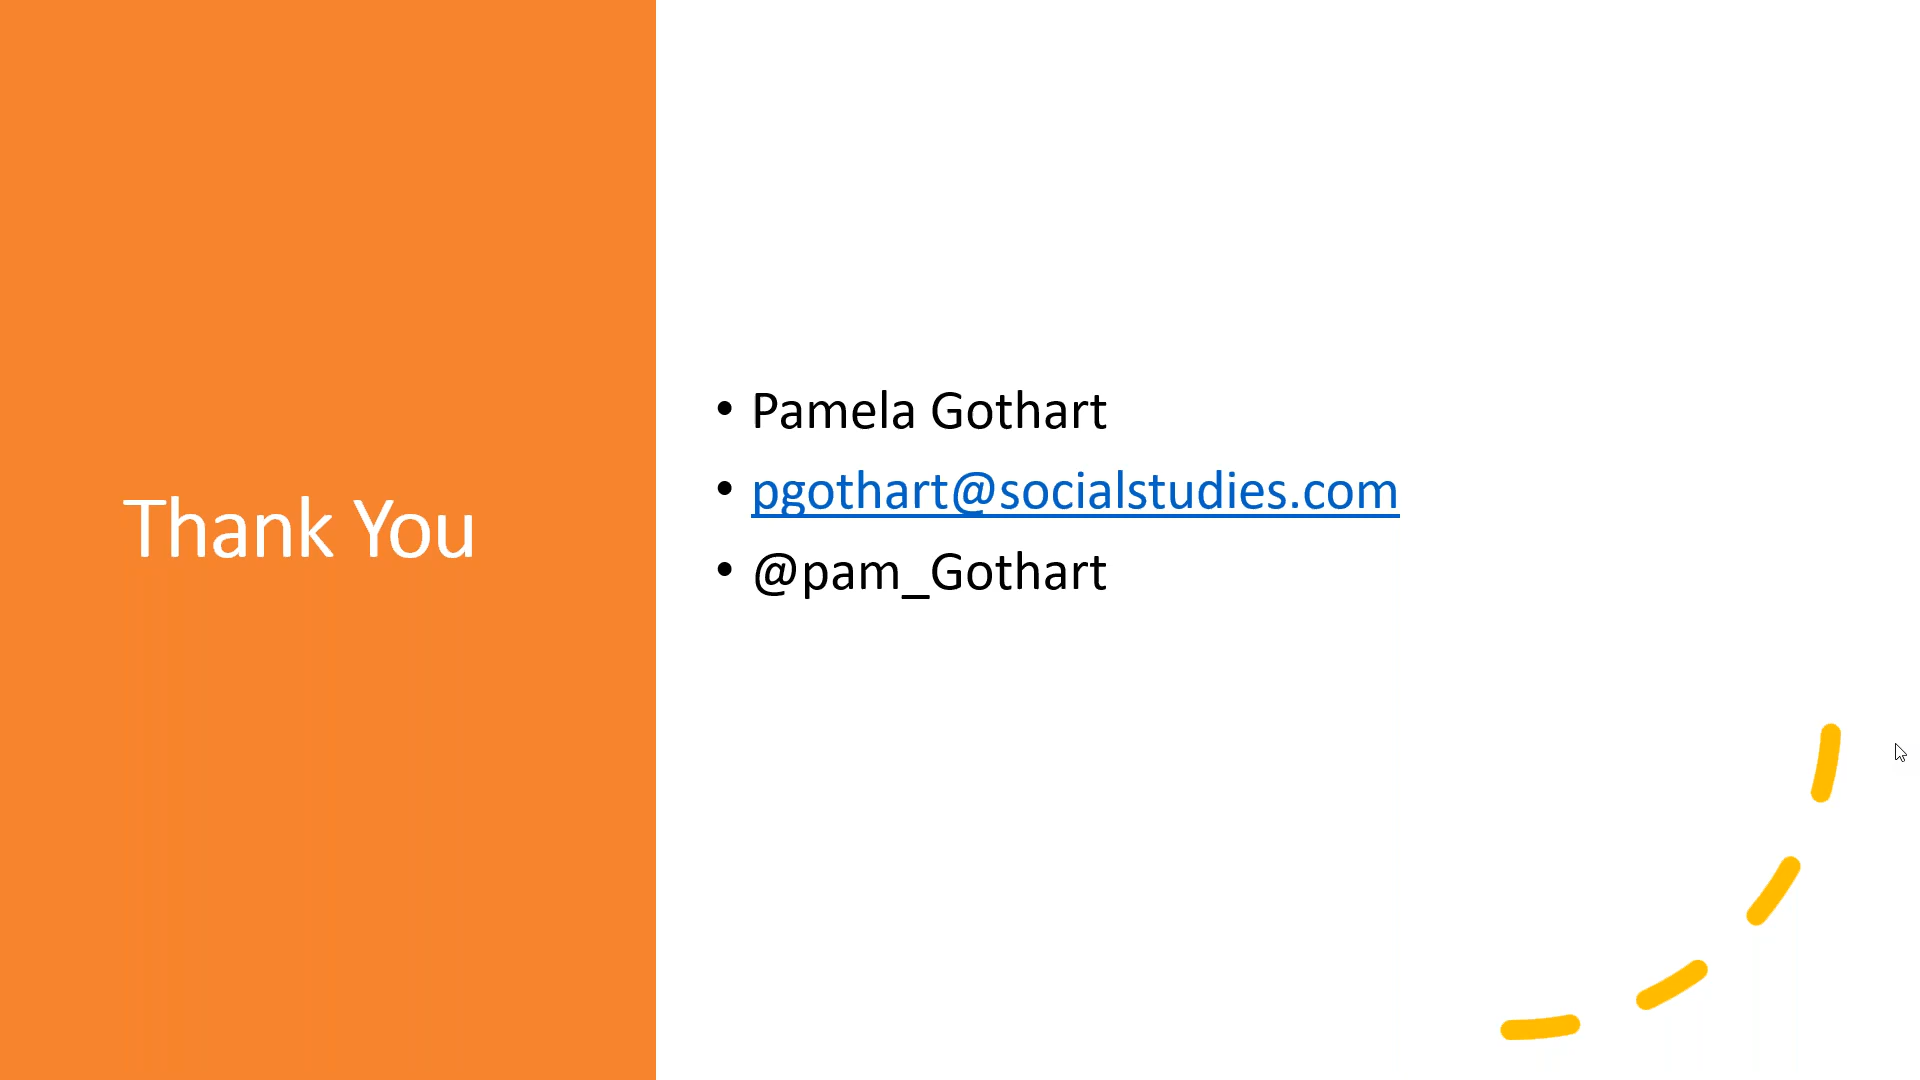 Thank You
• Pamela Gothart
• pgothart@socialstudies.com
• @pam_Gothart